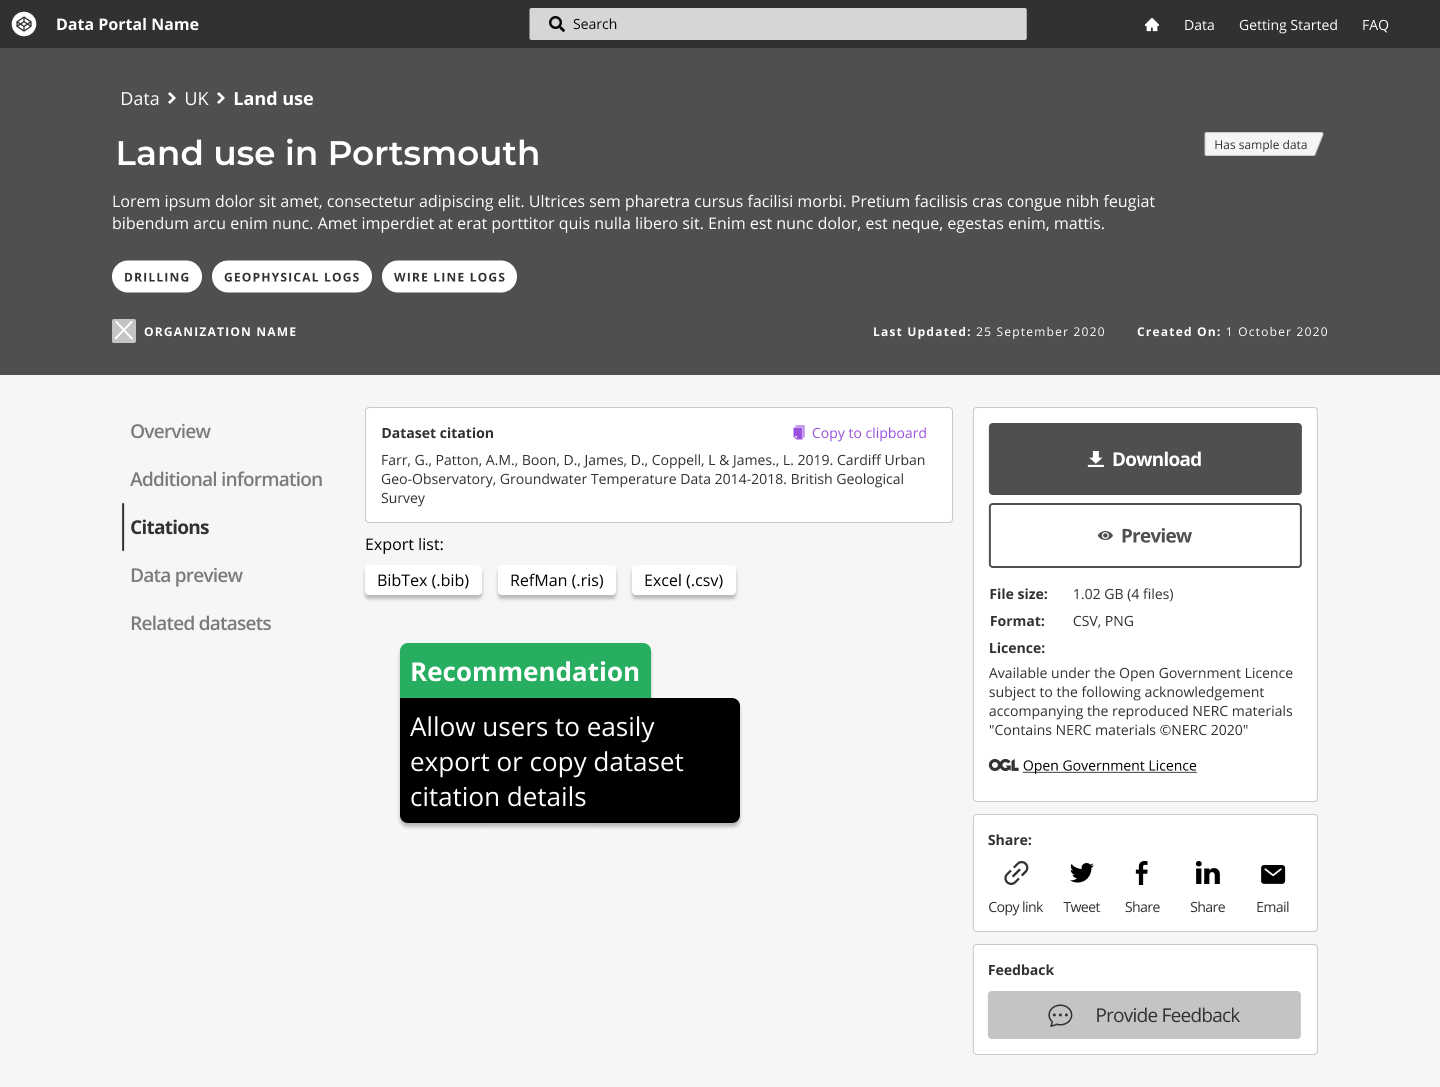 Data Portal Name
Search
Data
Getting Started
FAQ
Data
UK
Land use
Land use in Portsmouth
Has sample data
Lorem ipsum dolor sit amet, consectetur adipiscing elit. Ultrices sem pharetra cursus facilisi morbi. Pretium facilisis cras congue nibh feugiat
bibendum arcu enim nunc. Amet imperdiet at erat porttitor quis nulla libero sit. Enim est nunc dolor, est neque, egestas enim, mattis.
DRILLING
GEOPHYSICAL LOGS
WIRE LINE LOGS
ORGANIZATION NAME
Last Updated: 25 September 2020
Created On: 1 October 2020
Overview
Additional information
Citations
Data preview
Related datasets
Dataset citation
Copy to clipboard
Farr, G., Patton, A.M., Boon, D., James, D., Coppell, L & James., L. 2019. Cardiff Urban
Geo-Observatory, Groundwater Temperature Data 2014-2018. British Geological
Survey
Export list:
BibTex (.bib)
RefMan (.ris)
Excel (.csv)
Recommendation
Allow users to easily
export or copy dataset
citation details
Download
Preview
File size: 1.02 GB (4 files)
Format: CSV, PNG
Licence:
Available under the Open Government Licence
subject to the following acknowledgement
accompanying the reproduced NERC materials
"Contains NERC materials ©NERC 2020"
OGL Open Government Licence
Share:
Copy link
Tweet
Share
Share
Email
Feedback
Provide Feedback